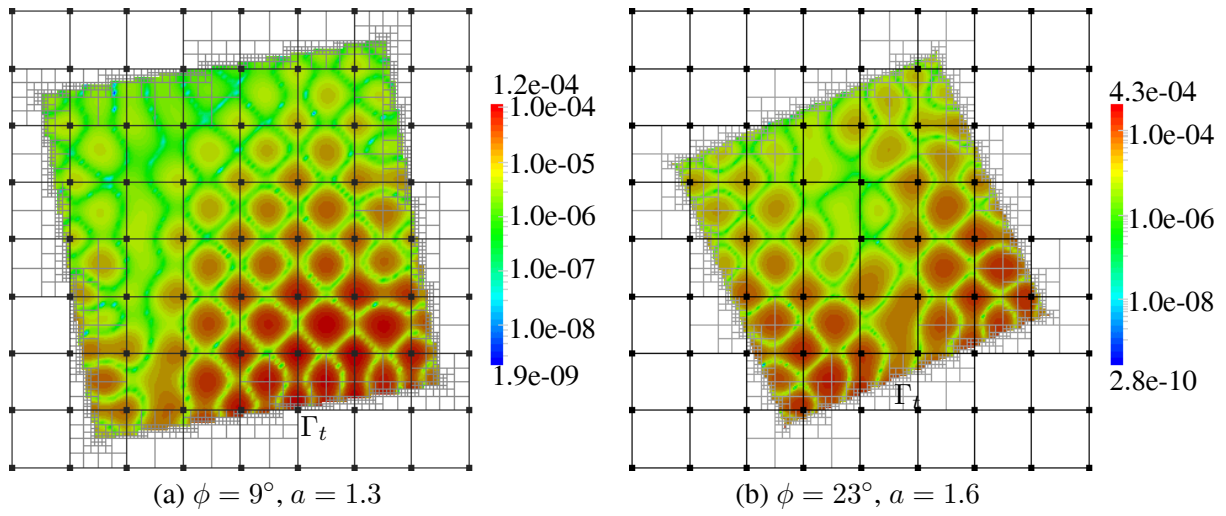 1.2e-04
1.0e-04
1.0e-05
1.0e-06
1.0e-07
1.0e-08
1.9e-09
Γt
(a) ϕ = 9°, a = 1.3
4.3e-04
1.0e-04
1.0e-06
1.0e-08
2.8e-10
Γt
(b) ϕ = 23°, a = 1.6